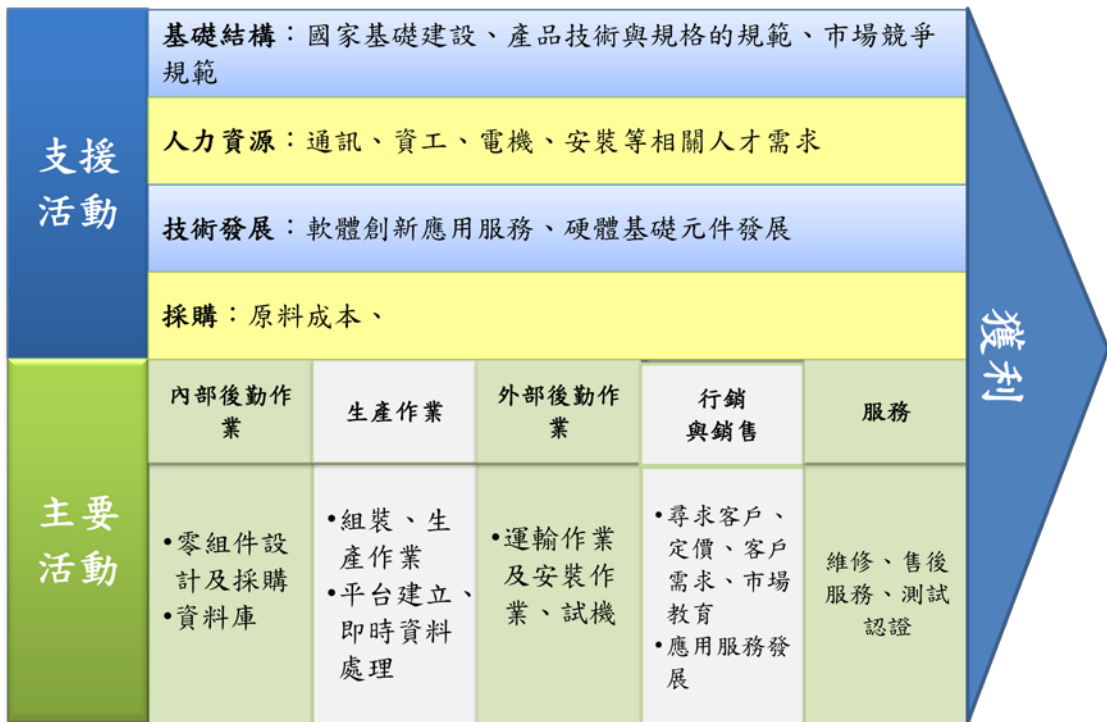 支援
活動
基礎結構：國家基礎建設、產品技術與規格的規範、市場競爭
規範
人力資源：通訊、資工、電機、安裝等相關人才需求
技術發展：軟體創新應用服務、硬體基礎元件發展
採購：原料成本、
主要
活動
內部後勤作
業
•零組件設
計及採購
•資料庫
生產作業
•組裝、生
產作業
•平台建立、
即時資料
處理
外部後勤作
業
•運輸作業
及安裝作
業、試機
行銷
與銷售
•尋求客戶、
定價、客戶
需求、市場
教育
•應用服務發
展
服務
維修、售後
服務、測試
認證
獲利